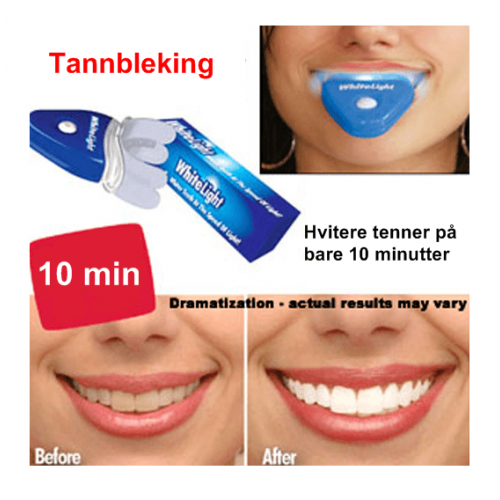 Tannbleking
WhiteLight
WhiteLight
WhiteLight
Whiter Teeth At The Speed Of Light!
Hvitere tenner på
bare 10 minutter
10 min
Dramatization - actual results may vary
Before
After